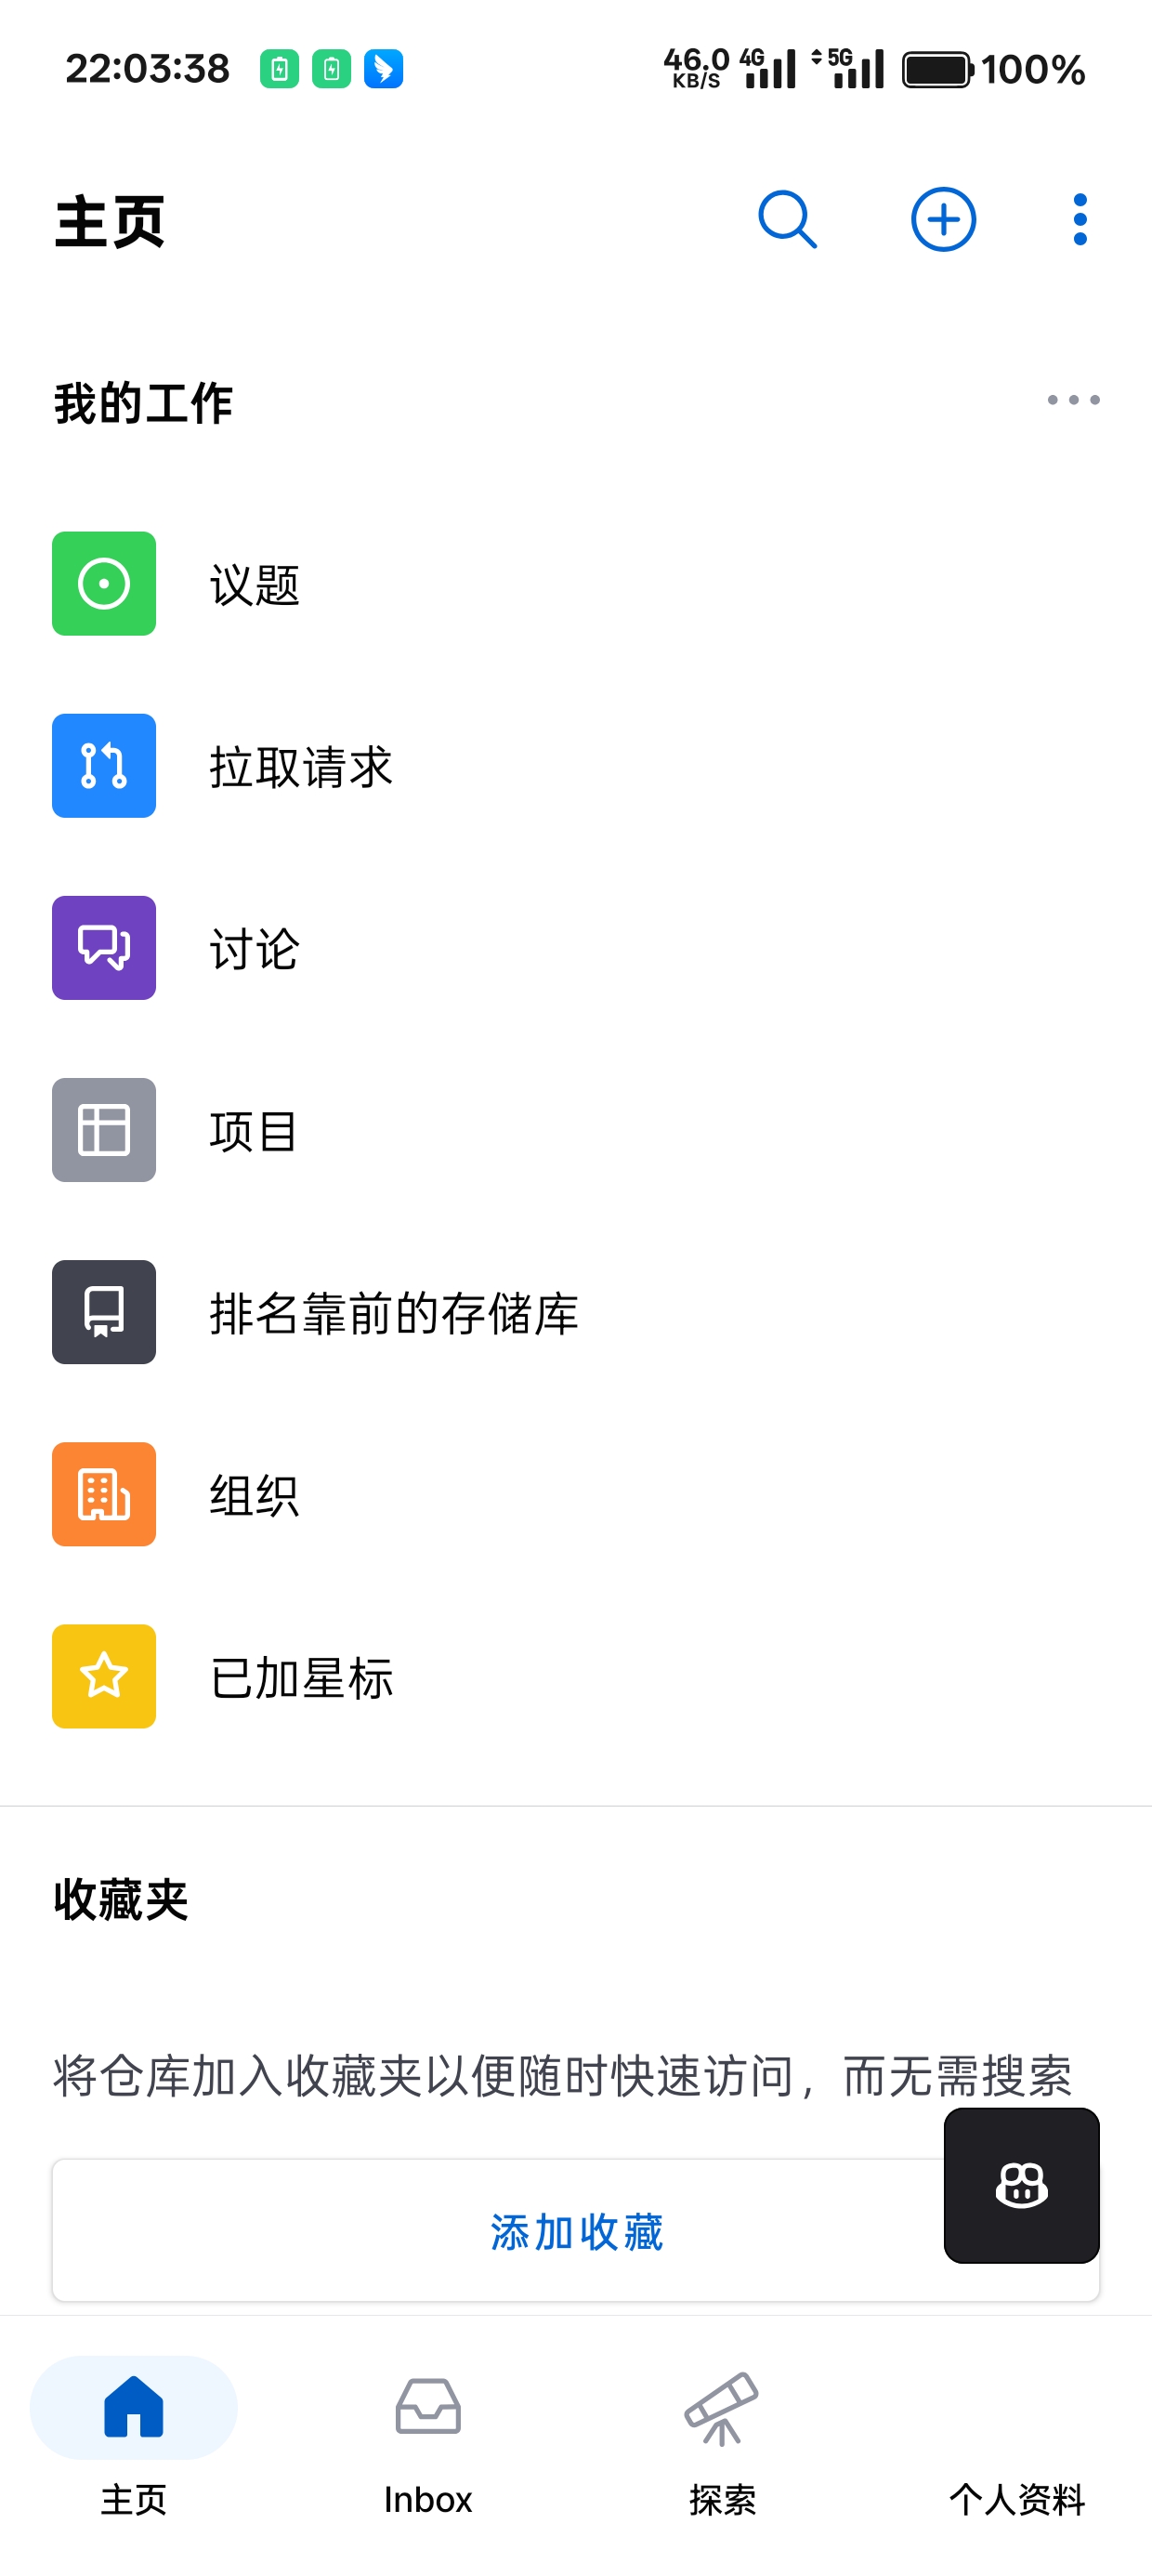 22:03:38 46.0 KB/S 4G 5G 100%
主页
我的工作
议题
拉取请求
讨论
项目
排名靠前的存储库
组织
已加星标
收藏夹
将仓库加入收藏夹以便随时快速访问，而无需搜索
添加收藏
主页 Inbox 探索 个人资料